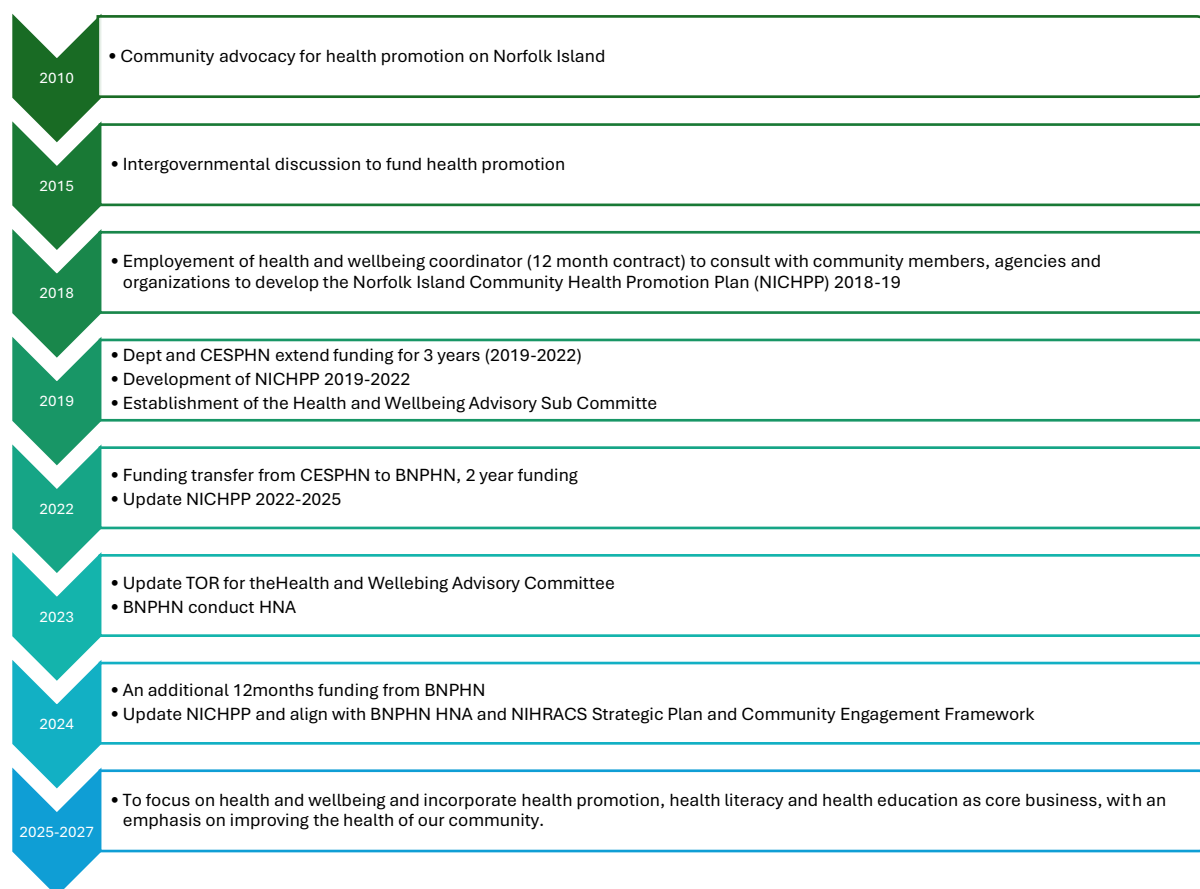 2010
• Community advocacy for health promotion on Norfolk Island
2015
• Intergovernmental discussion to fund health promotion
2018
• Employement of health and wellbeing coordinator (12 month contract) to consult with community members, agencies and
organizations to develop the Norfolk Island Community Health Promotion Plan (NICHPP) 2018-19
2019
• Dept and CESPHN extend funding for 3 years (2019-2022)
• Development of NICHPP 2019-2022
• Establishment of the Health and Wellbeing Advisory Sub Committe
2022
• Funding transfer from CESPHN to BNPHN, 2 year funding
• Update NICHPP 2022-2025
2023
• Update TOR for theHealth and Wellebing Advisory Committee
• BNPHN conduct HNA
2024
• An additional 12months funding from BNPHN
• Update NICHPP and align with BNPHN HNA and NIHRACS Strategic Plan and Community Engagement Framework
2025-2027
• To focus on health and wellbeing and incorporate health promotion, health literacy and health education as core business, with an
emphasis on improving the health of our community.